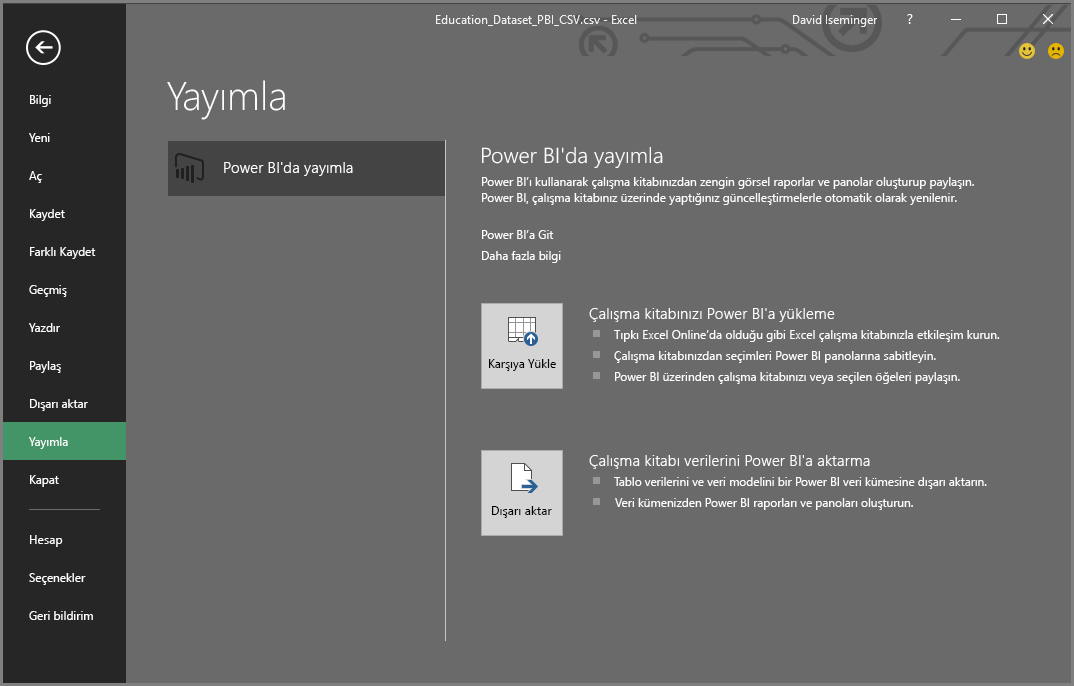 Education_Dataset_PBI_CSV.csv - Excel
David Iseminger
?
Bilgi
Yeni
Aç
Kaydet
Farklı Kaydet
Geçmiş
Yazdır
Paylaş
Dışarı aktar
Yayımla
Kapat
Hesap
Seçenekler
Geri bildirim
Yayımla
Power BI'da yayımla
Power BI'da yayımla
Power BI'ı kullanarak çalışma kitabınızdan zengin görsel raporlar ve panolar oluşturup paylaşın.
Power BI, çalışma kitabınız üzerinde yaptığınız güncelleştirmelerle otomatik olarak yenilenir.
Power BI'a Git
Daha fazla bilgi
Karşıya Yükle
Çalışma kitabınızı Power BI'a yükleme
Tıpkı Excel Online'da olduğu gibi Excel çalışma kitabınızla etkileşim kurun.
Çalışma kitabınızdan seçimleri Power BI panolarına sabitleyin.
Power BI üzerinden çalışma kitabınızı veya seçilen öğeleri paylaşın.
Dışarı aktar
Çalışma kitabı verilerini Power BI'a aktarma
Tablo verilerini ve veri modelini bir Power BI veri kümesine dışarı aktarın.
Veri kümenizden Power BI raporları ve panoları oluşturun.